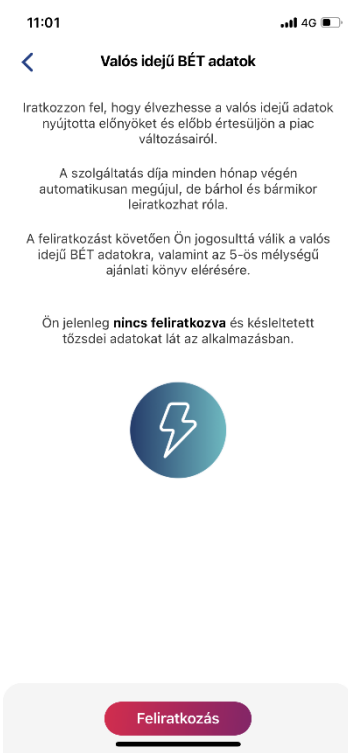 11:01
4G
Valós idejű BÉT adatok
Iratkozzon fel, hogy élvezhesse a valós idejű adatok
nyújtotta előnyöket és előbb értesüljön a piac
változásairól.
A szolgáltatás díja minden hónap végén
automatikusan megújul, de bárhol és bármikor
leiratkozhat róla.
A feliratkozást követően Ön jogosulttá válik a valós
idejű BÉT adatokra, valamint az 5-ös mélységű
ajánlati könyv elérésére.
Ön jelenleg nincs feliratkozva és késleltetett
tőzsdei adatokat lát az alkalmazásban.
Feliratkozás